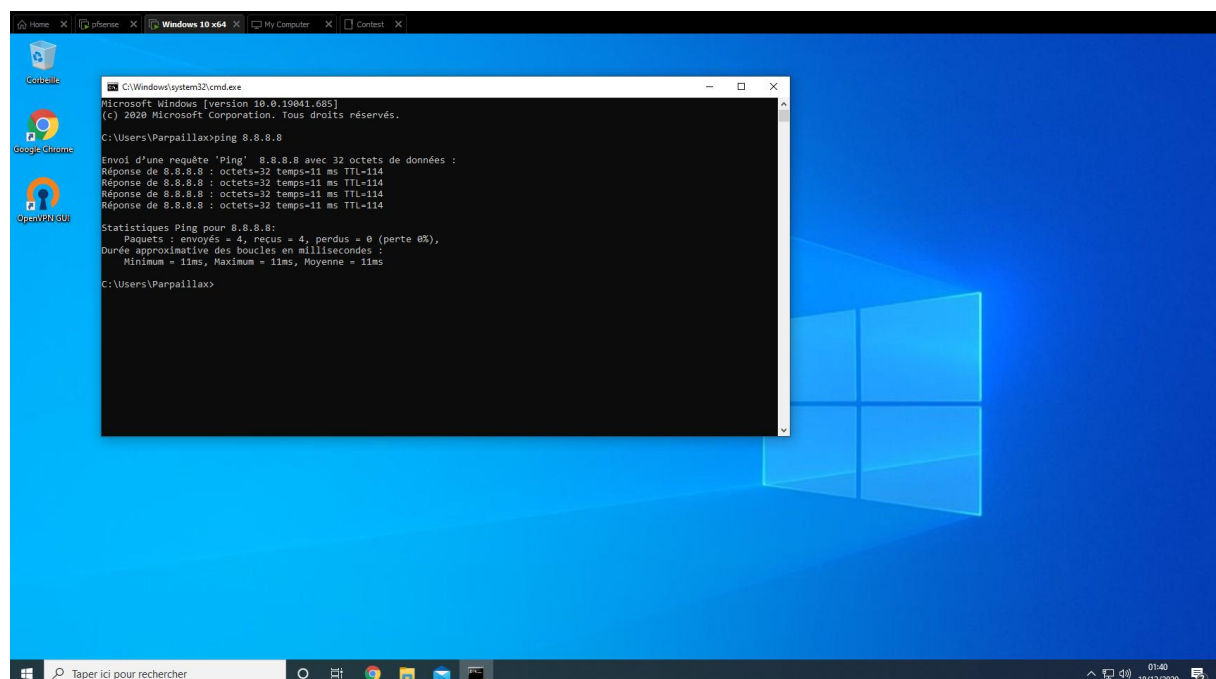 Home
pfsense
Windows 10 x64
My Computer
Contest
Corbeille
Google Chrome
OpenVPN GUI
C:\Windows\system32\cmd.exe
Microsoft Windows [version 10.0.19041.685]
(c) 2020 Microsoft Corporation. Tous droits réservés.
C:\Users\Parpaillax>ping 8.8.8.8
Envoi d’une requête 'Ping'  8.8.8.8 avec 32 octets de données :
Réponse de 8.8.8.8 : octets=32 temps=11 ms TTL=114
Réponse de 8.8.8.8 : octets=32 temps=11 ms TTL=114
Réponse de 8.8.8.8 : octets=32 temps=11 ms TTL=114
Réponse de 8.8.8.8 : octets=32 temps=11 ms TTL=114
Statistiques Ping pour 8.8.8.8:
Paquets : envoyés = 4, reçus = 4, perdus = 0 (perte 0%),
Durée approximative des boucles en millisecondes :
Minimum = 11ms, Maximum = 11ms, Moyenne = 11ms
C:\Users\Parpaillax>
Taper ici pour rechercher
01:40